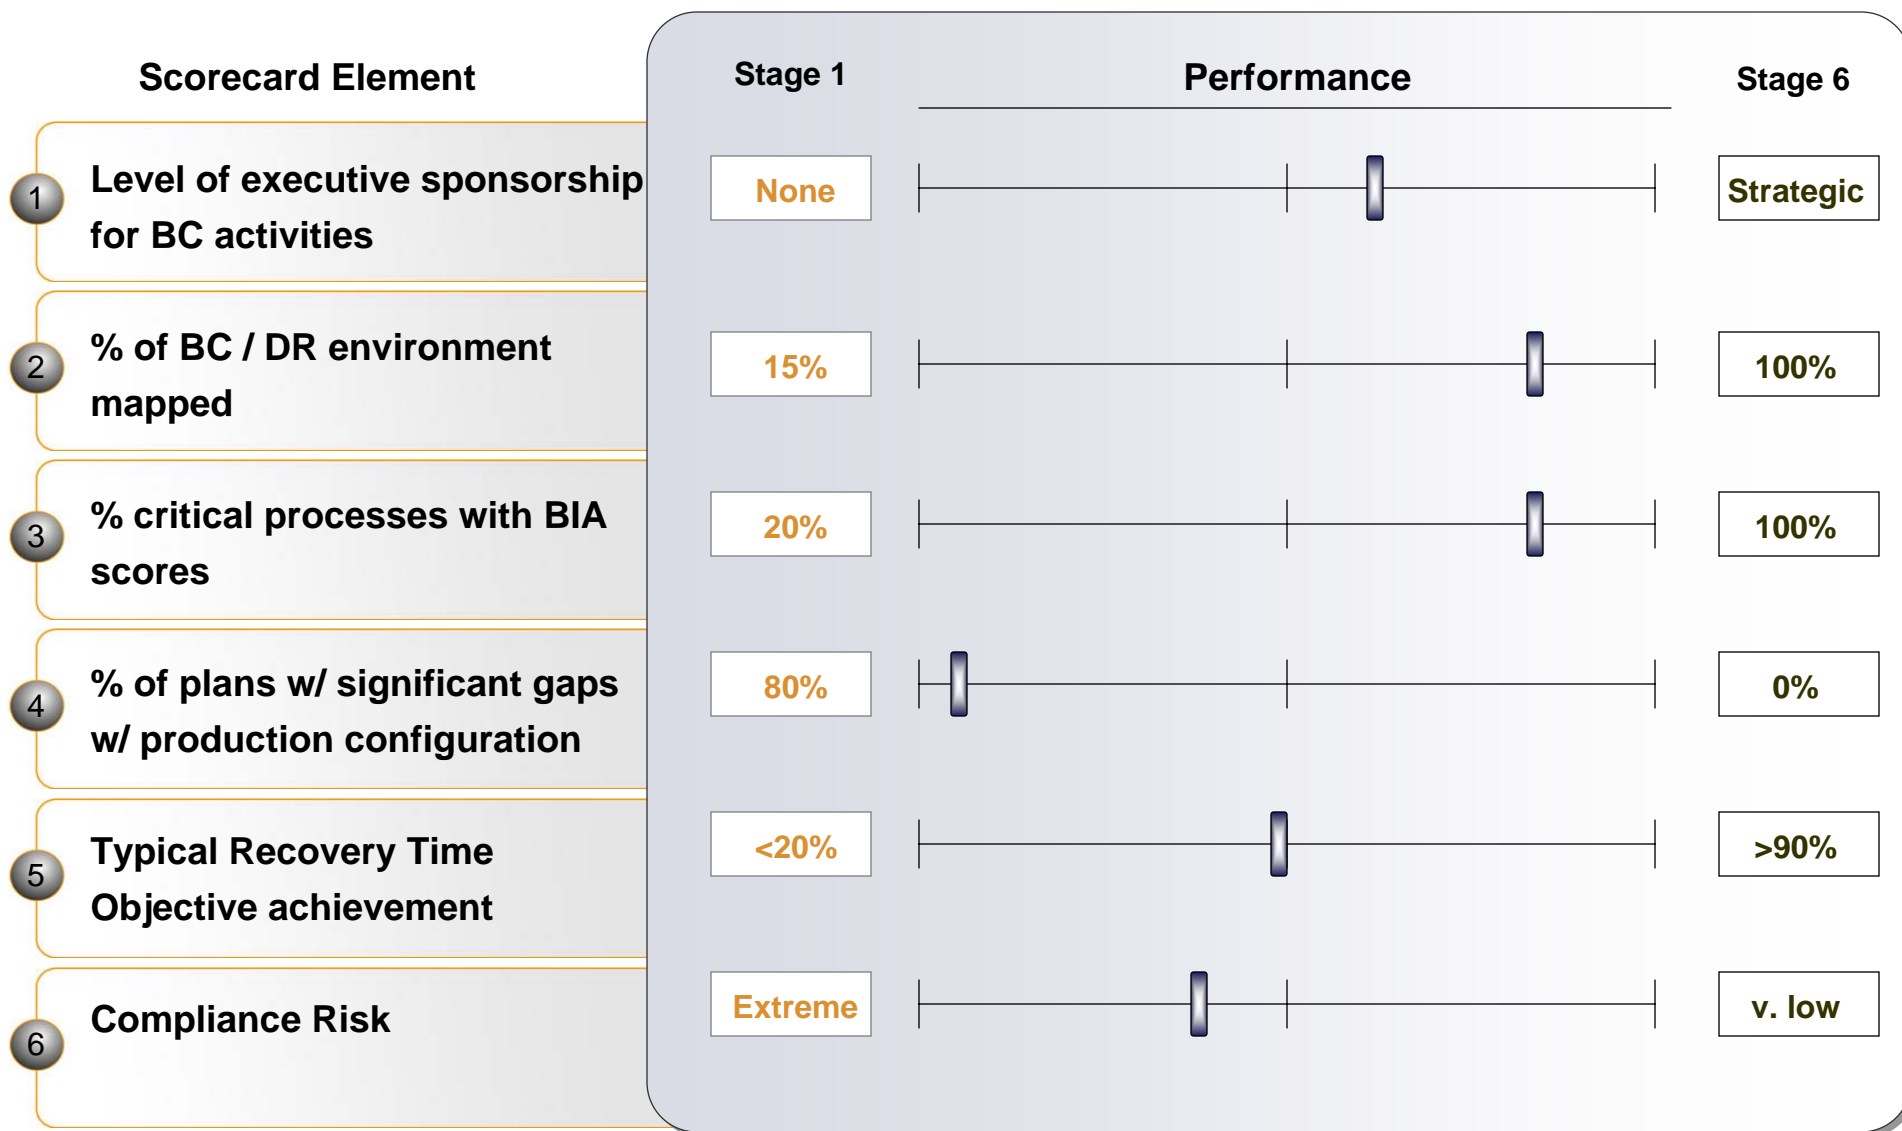 Scorecard Element
Stage 1
Performance
Stage 6
1
Level of executive sponsorship
for BC activities
None
Strategic
2
% of BC / DR environment
mapped
15%
100%
3
% critical processes with BIA
scores
20%
100%
4
% of plans w/ significant gaps
w/ production configuration
80%
0%
5
Typical Recovery Time
Objective achievement
<20%
>90%
6
Compliance Risk
Extreme
v. low